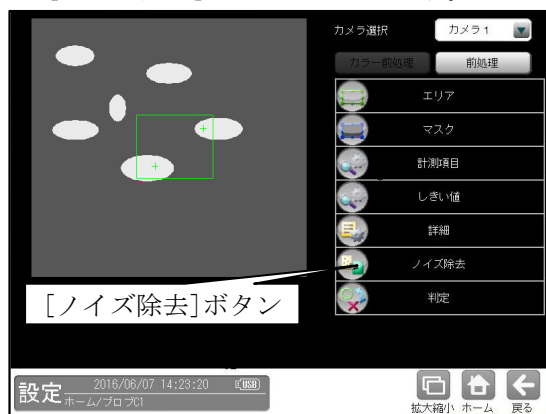 カメラ選択
カメラ1
カラー前処理
前処理
エリア
マスク
計測項目
しきい値
詳細
ノイズ除去
判定
[ノイズ除去]ボタン
設定
2016/06/07 14:23:20
USB
ホーム/ブロブC1
拡大縮小
ホーム
戻る